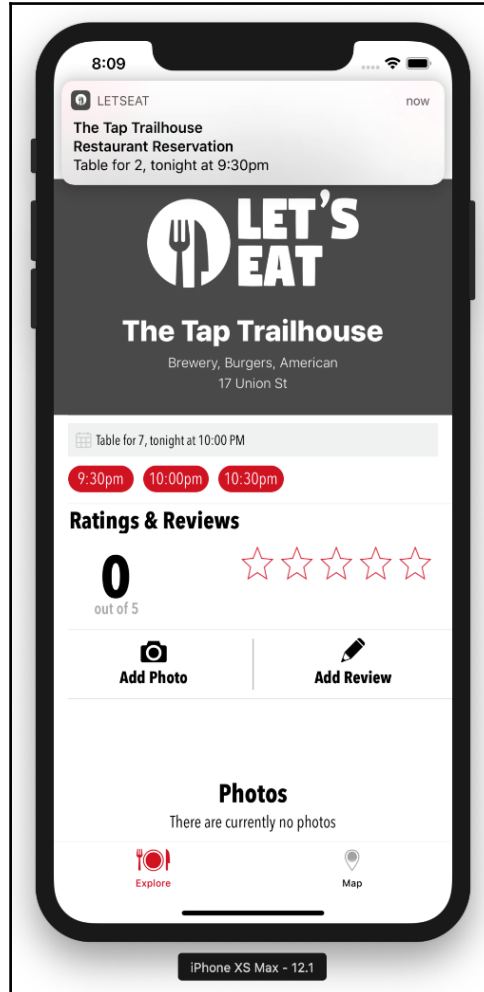 8:09
LETSEAT
now
The Tap Trailhouse
Restaurant Reservation
Table for 2, tonight at 9:30pm
LET'S
EAT
The Tap Trailhouse
Brewery, Burgers, American
17 Union St
Table for 7, tonight at 10:00 PM
9:30pm 10:00pm 10:30pm
Ratings & Reviews
0
out of 5
Add Photo
Add Review
Photos
There are currently no photos
Explore
Map
iPhone XS Max - 12.1